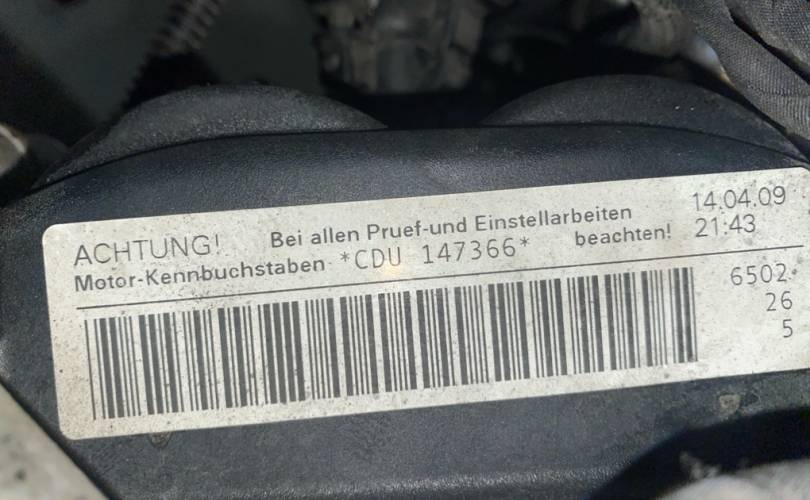 ACHTUNG! Bei allen Pruef-und Einstellarbeiten 14.04.09
Motor-Kennbuchstaben *CDU 147366* beachten! 21:43
6502
26
5